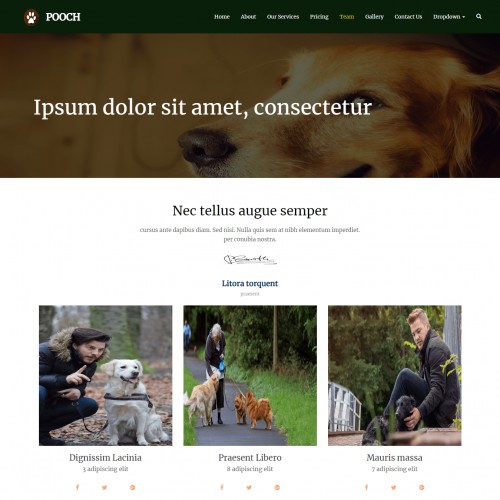 POOCH
Home About Our Services Pricing Team Gallery Contact Us Dropdown
Ipsum dolor sit amet, consectetur
Nec tellus augue semper
cursus ante dapibus diam. Sed nisi. Nulla quis sem at nibh elementum imperdiet.
per conubia nostra.
Litora torquent
Dignissim Lacinia Praesent Libero Mauris massa
5 adipiscing elit 8 adipiscing elit 7 adipiscing elit